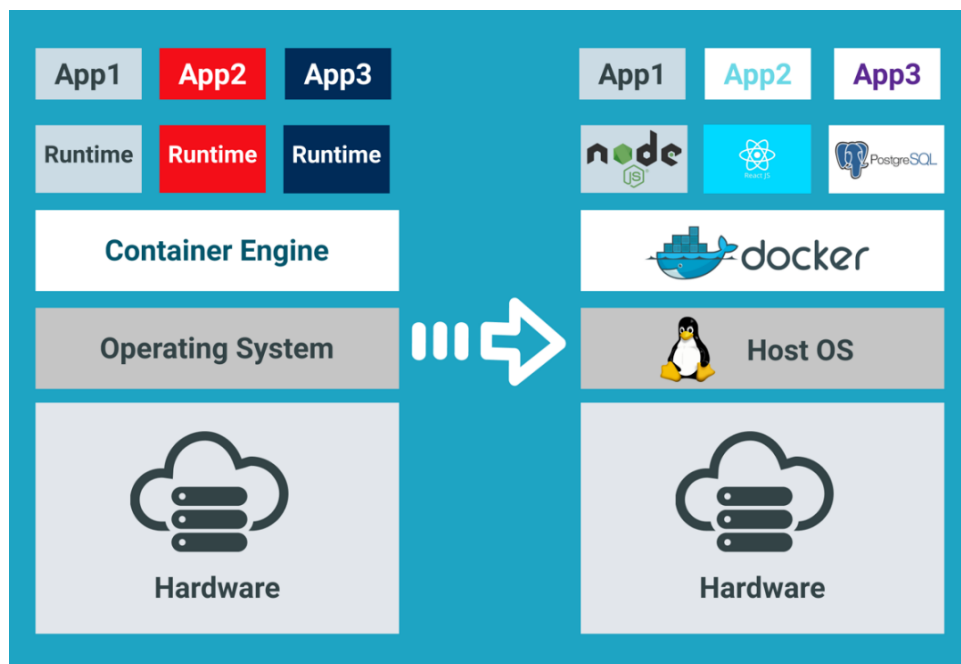 App1 App2 App3
Runtime Runtime Runtime
Container Engine
Operating System
Hardware
App1 App2 App3
node
JS
React JS
PostgreSQL
docker
Host OS
Hardware